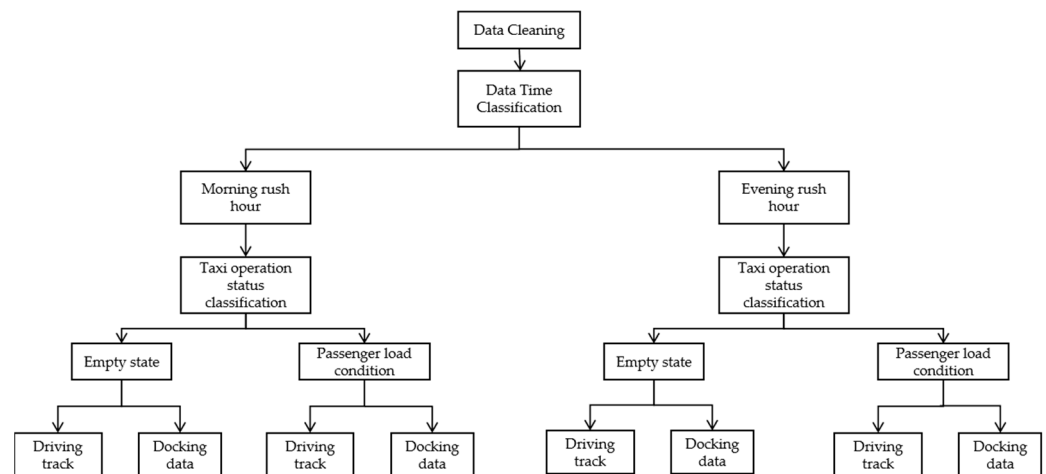 Data Cleaning
Data Time
Classification
Morning rush
hour
Evening rush
hour
Taxi operation
status
classification
Taxi operation
status
classification
Empty state
Passenger load
condition
Empty state
Passenger load
condition
Driving
track
Docking
data
Driving
track
Docking
data
Driving
track
Docking
data
Driving
track
Docking
data